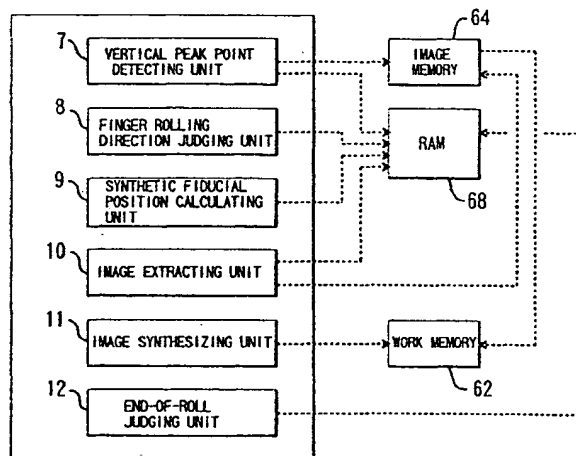 7
VERTICAL PEAK POINT
DETECTING UNIT
64
IMAGE
MEMORY
8
FINGER ROLLING
DIRECTION JUDGING UNIT
RAM
68
9
SYNTHETIC FIDUCIAL
POSITION CALCULATING
UNIT
10
IMAGE EXTRACTING UNIT
11
IMAGE SYNTHESIZING UNIT
WORK MEMORY
62
12
END-OF-ROLL
JUDGING UNIT